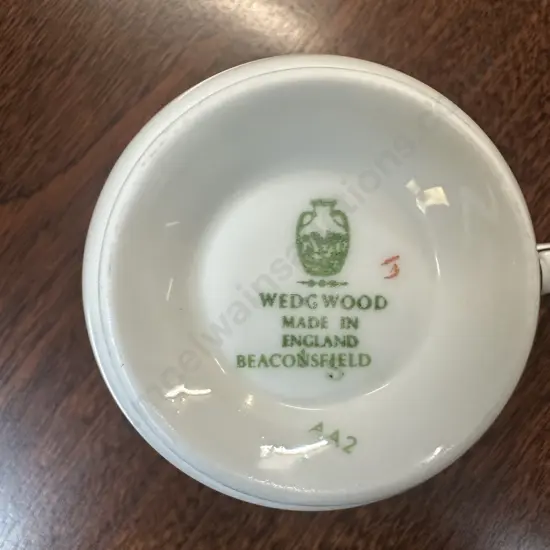 WEDGWOOD
MADE IN
ENGLAND
BEACONSFIELD
AA2